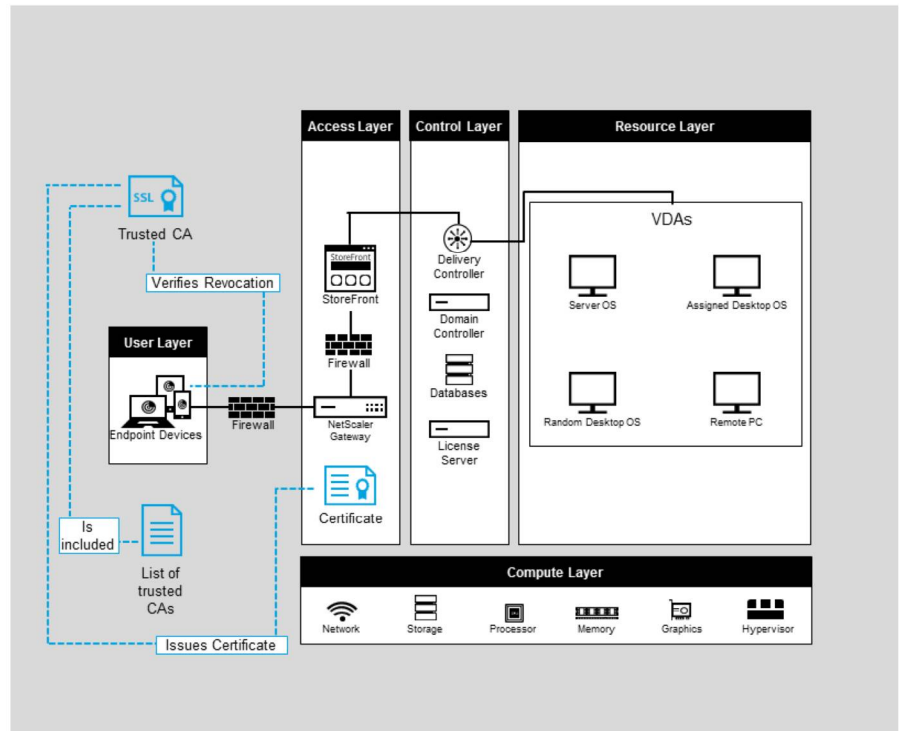 Access Layer
Control Layer
Resource Layer
SSL
Trusted CA
Verifies Revocation
User Layer
Endpoint Devices
Firewall
StoreFront
StoreFront
Firewall
NetScaler
Gateway
Certificate
Delivery
Controller
Domain
Controller
Databases
License
Server
VDAs
Server OS
Assigned Desktop OS
Random Desktop OS
Remote PC
Is
included
List of
trusted
CAs
Issues Certificate
Compute Layer
Network
Storage
Processor
Memory
Graphics
Hypervisor